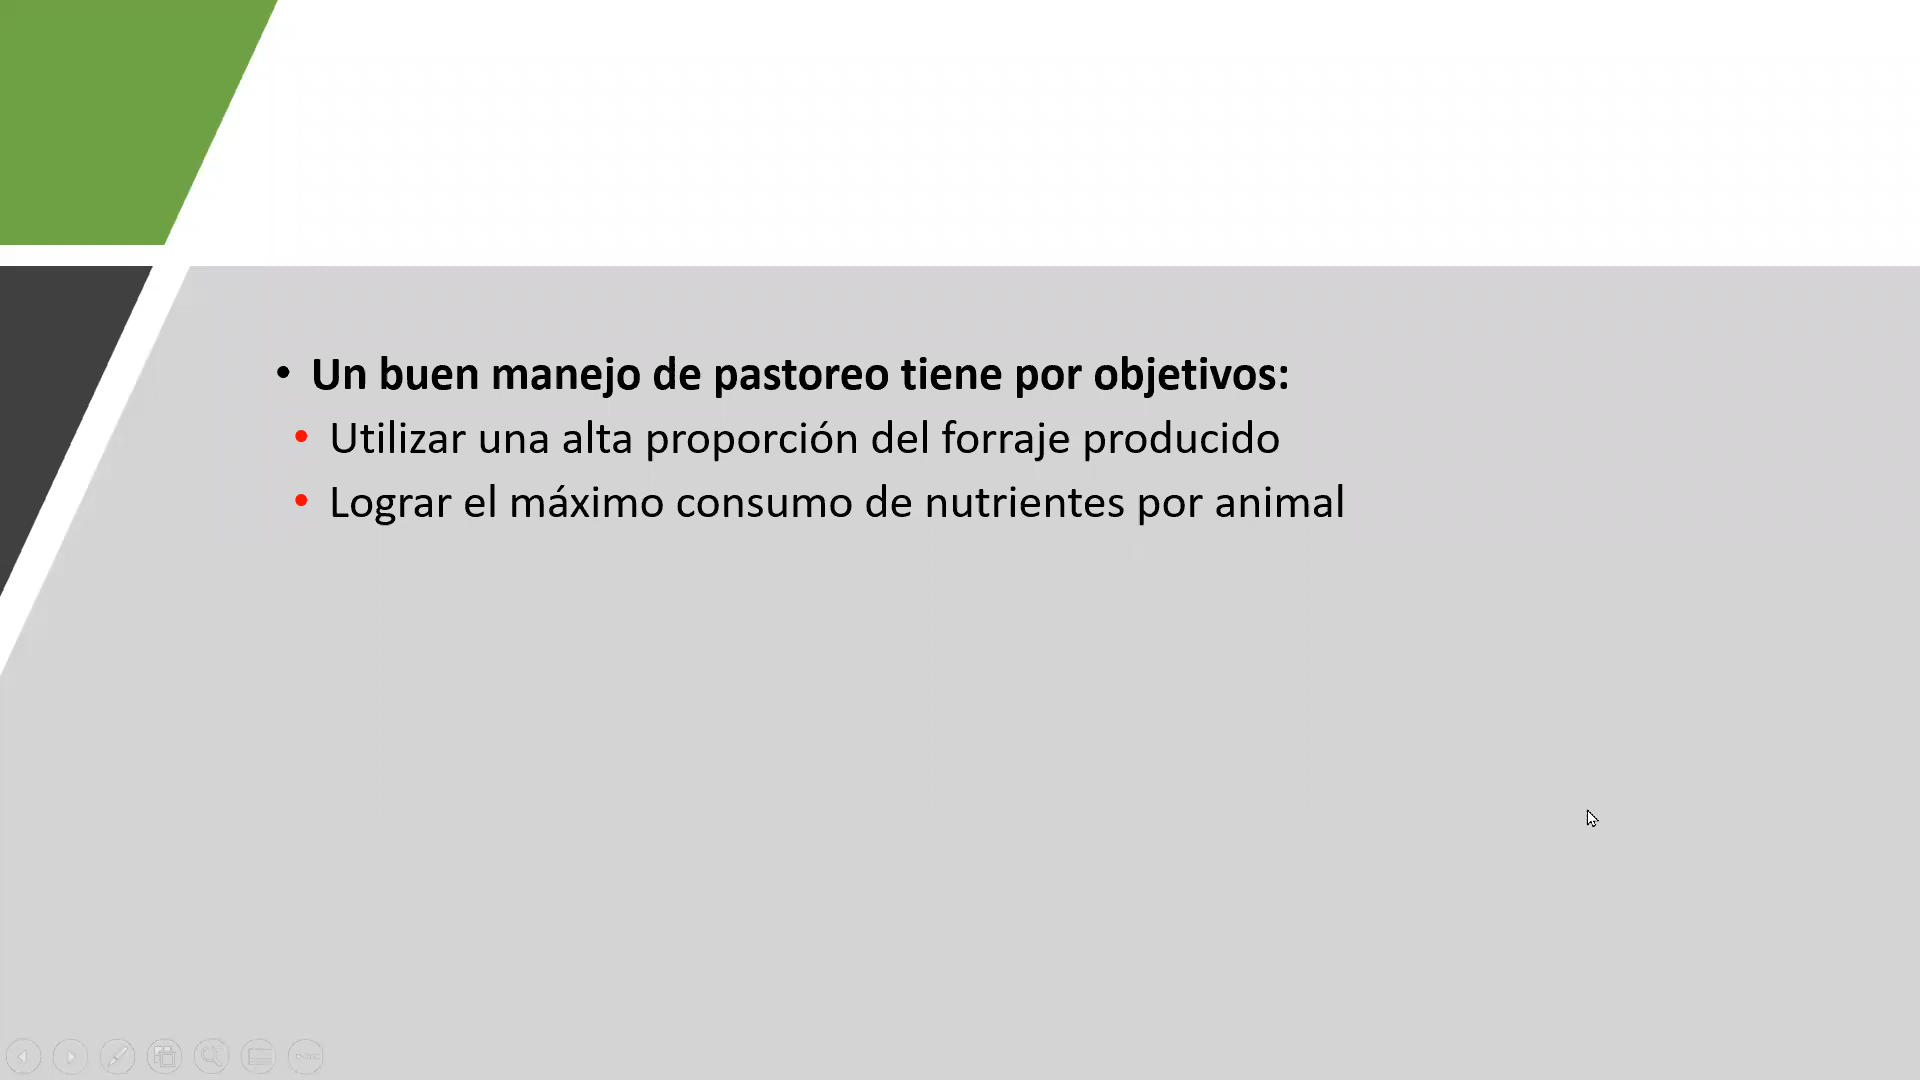 • Un buen manejo de pastoreo tiene por objetivos:
• Utilizar una alta proporción del forraje producido
• Lograr el máximo consumo de nutrientes por animal